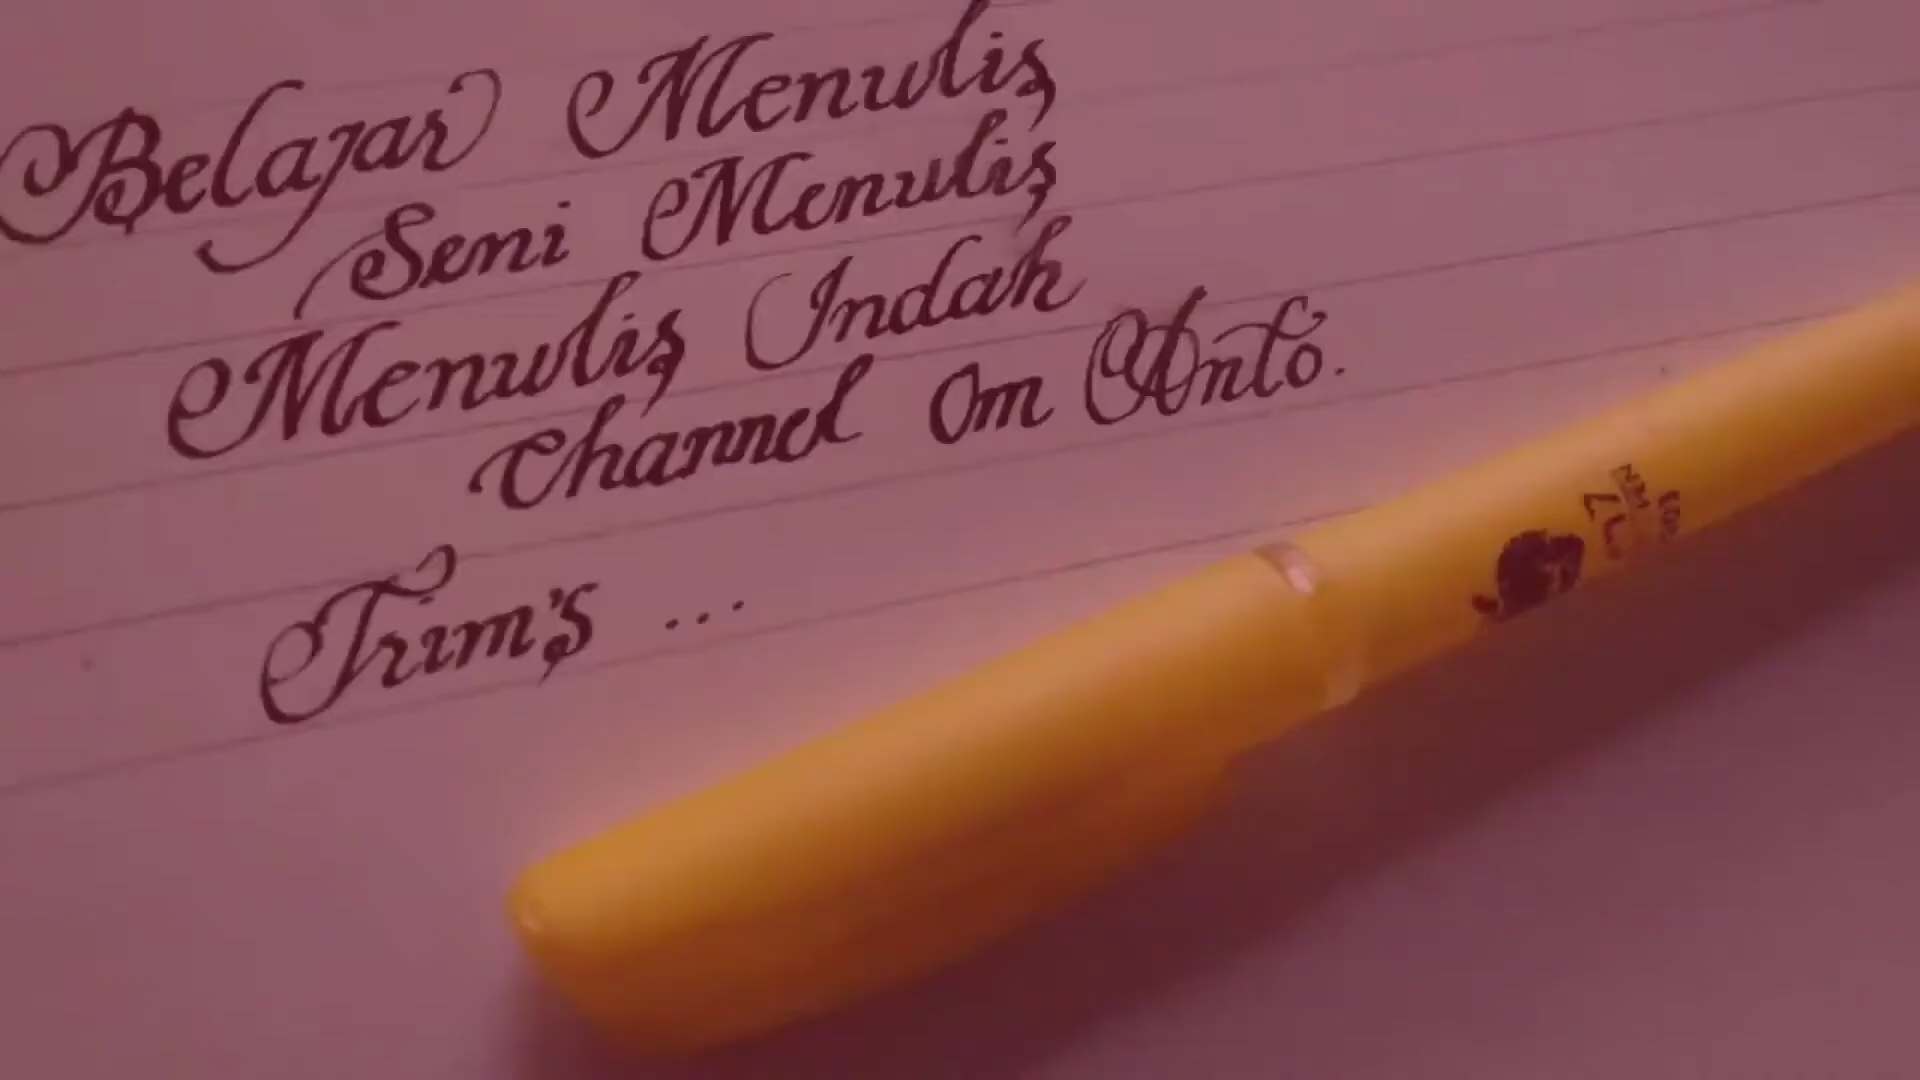 Belajar Menulis
Seni Menulis
Menulis Indah
Channel Om Anto.
Trim's ...